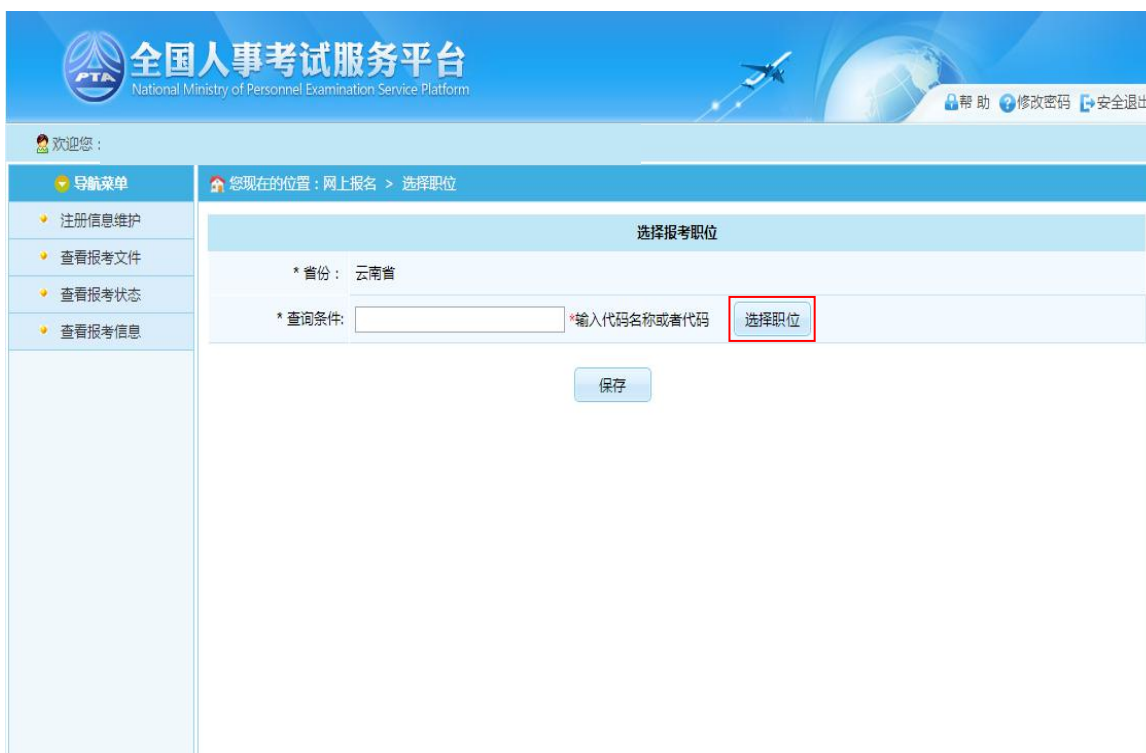 PTA
全国人事考试服务平台
National Ministry of Personnel Examination Service Platform
帮 助 修改密码 安全退出
欢迎您：
导航菜单
注册信息维护
查看报考文件
查看报考状态
查看报考信息
您现在的位置：网上报名 > 选择职位
选择报考职位
* 省份： 云南省
* 查询条件: *输入代码名称或者代码 选择职位
保存